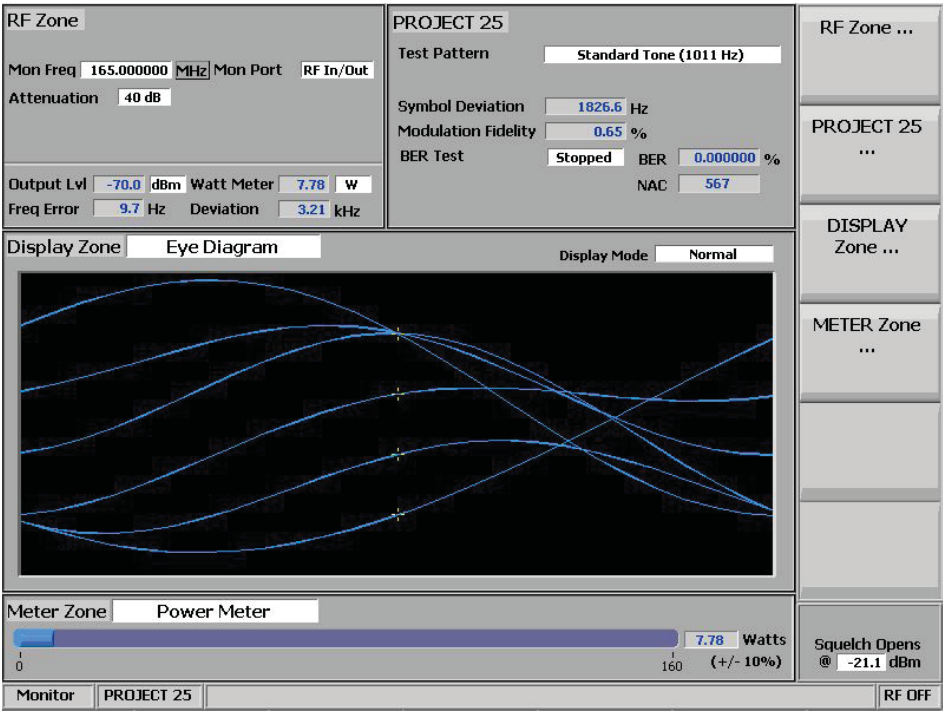 RF Zone
Mon Freq 165.000000 MHz Mon Port RF In/Out
Attenuation 40 dB
Output Lvl -70.0 dBm Watt Meter 7.78 W
Freq Error 9.7 Hz Deviation 3.21 kHz
PROJECT 25
Test Pattern Standard Tone (1011 Hz)
Symbol Deviation 1826.6 Hz
Modulation Fidelity 0.65 %
BER Test Stopped BER 0.000000 %
NAC 567
Display Zone Eye Diagram
Display Mode Normal
Meter Zone Power Meter
7.78 Watts
0 160 (+/- 10%)
RF Zone ...
PROJECT 25
...
DISPLAY
Zone ...
METER Zone
...
Squelch Opens
@ -21.1 dBm
Monitor PROJECT 25 RF OFF